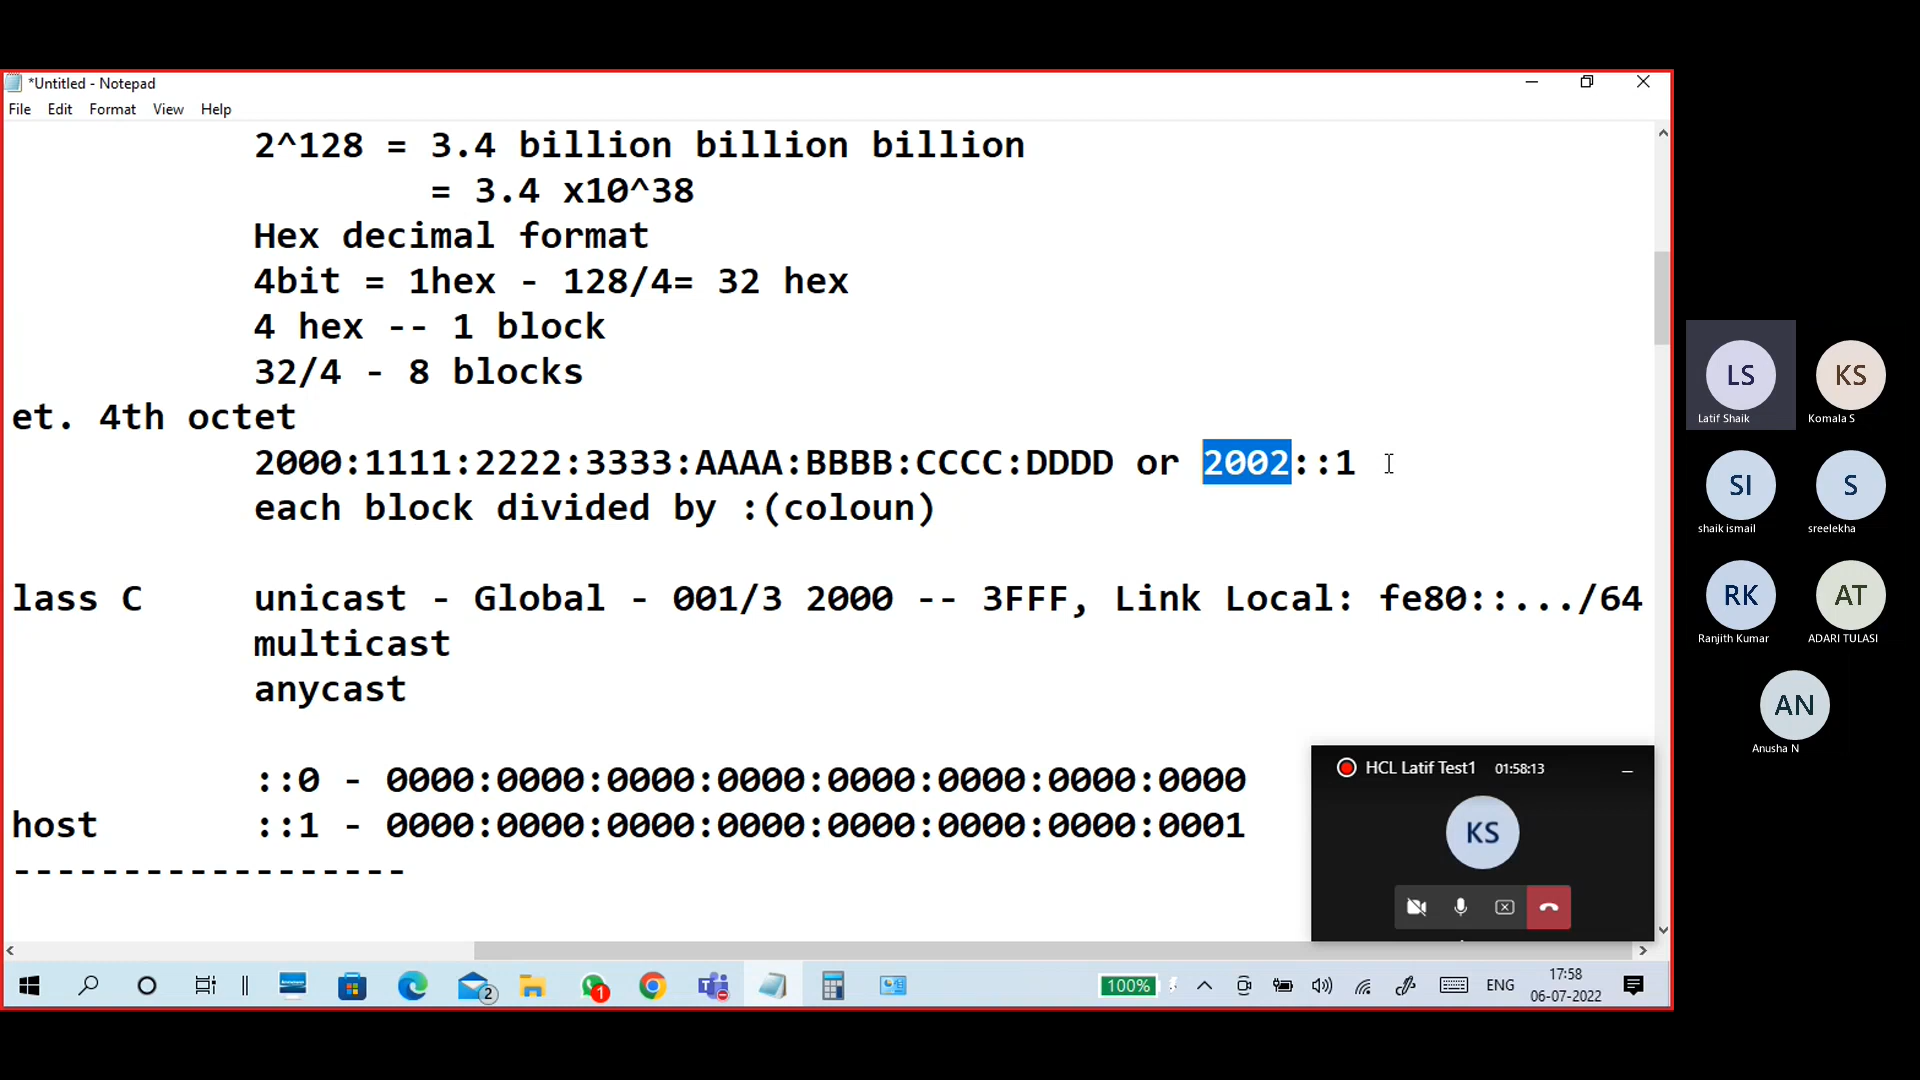 *Untitled - Notepad
File Edit Format View Help
2^128 = 3.4 billion billion billion
= 3.4 x10^38
Hex decimal format
4bit = 1hex - 128/4= 32 hex
4 hex -- 1 block
32/4 - 8 blocks
et. 4th octet
2000:1111:2222:3333:AAAA:BBBB:CCCC:DDDD or 2002::1
each block divided by :(coloun)
lass C unicast - Global - 001/3 2000 -- 3FFF, Link Local: fe80::.../64
multicast
anycast
::0 - 0000:0000:0000:0000:0000:0000:0000:0000
host ::1 - 0000:0000:0000:0000:0000:0000:0000:0001
------------------
LS
Latif Shaik
KS
Komala S
SI
shaik ismail
S
sreelekha
RK
Ranjith Kumar
AT
ADARI TULASI
AN
Anusha N
HCL Latif Test1 01:58:13
KS
2
1
100%
ENG
17:58
06-07-2022